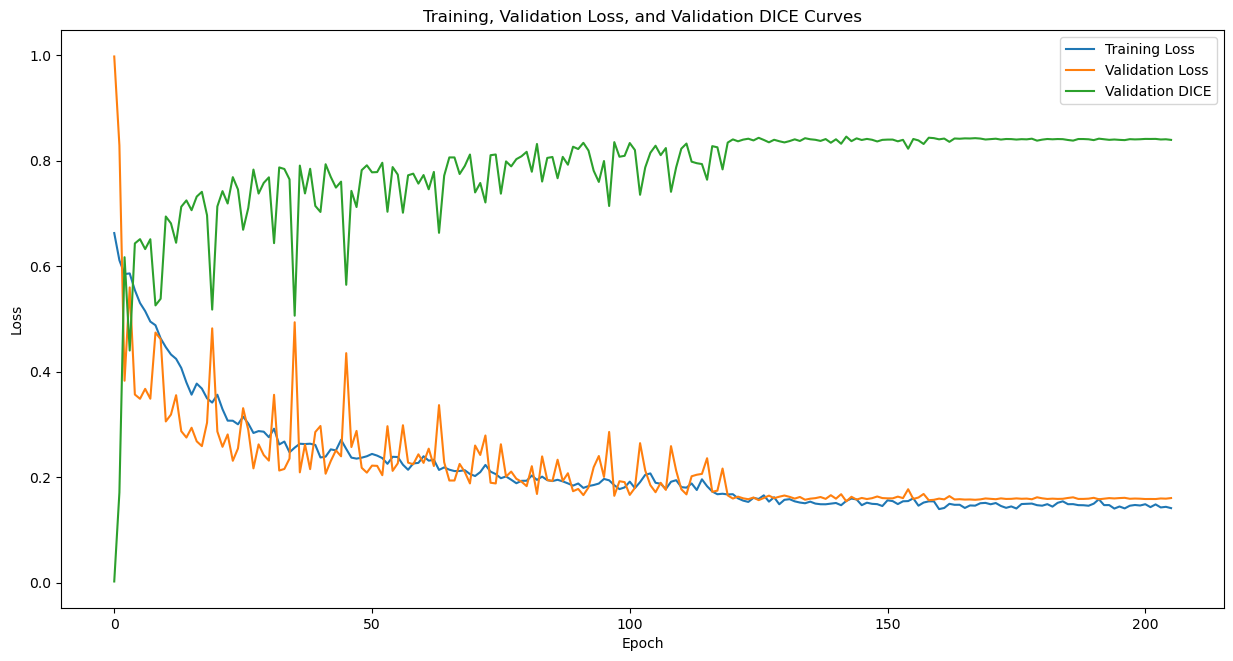 Training, Validation Loss, and Validation DICE Curves
Training Loss
Validation Loss
Validation DICE
1.0
0.8
0.6
0.4
0.2
0.0
Loss
0
50
100
150
200
Epoch